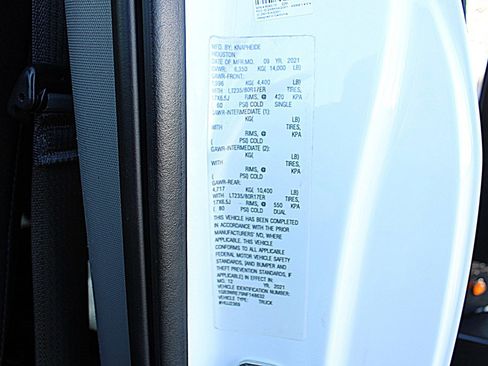 MFD. BY: KNAPHEIDE
HOUSTON
DATE OF MFR.MO. 09 YR. 2021
GVWR: 6,350 KG( 14,000 LB)
GAWR-FRONT:
1,996 KG( 4,400 LB)
WITH LT235/80R17ER TIRES,
17X6.5J RIMS, @ 420 KPA
( 60 PSI) COLD SINGLE
GAWR-INTERMEDIATE (1):
KG( LB)
WITH TIRES,
RIMS, @ KPA
( PSI) COLD
GAWR-INTERMEDIATE (2):
KG( LB)
WITH TIRES,
RIMS, @ KPA
( PSI) COLD
GAWR-REAR:
4,717 KG( 10,400 LB)
WITH LT235/80R17ER TIRES,
17X6.5J RIMS, @ 550 KPA
( 80 PSI) COLD DUAL
THIS VEHICLE HAS BEEN COMPLETED
IN ACCORDANCE WITH THE PRIOR
MANUFACTURERS' IVD, WHERE
APPLICABLE. THIS VEHICLE
CONFORMS TO ALL APPLICABLE
FEDERAL MOTOR VEHICLE SAFETY
STANDARDS, [AND BUMPER AND
THEFT PREVENTION STANDARDS, IF
APPLICABLE] IN EFFECT IN:
MO. 12 YR. 2021
VEHICLE IDENTIFICATION NUMBER:
VEHICLE TYPE: TRUCK